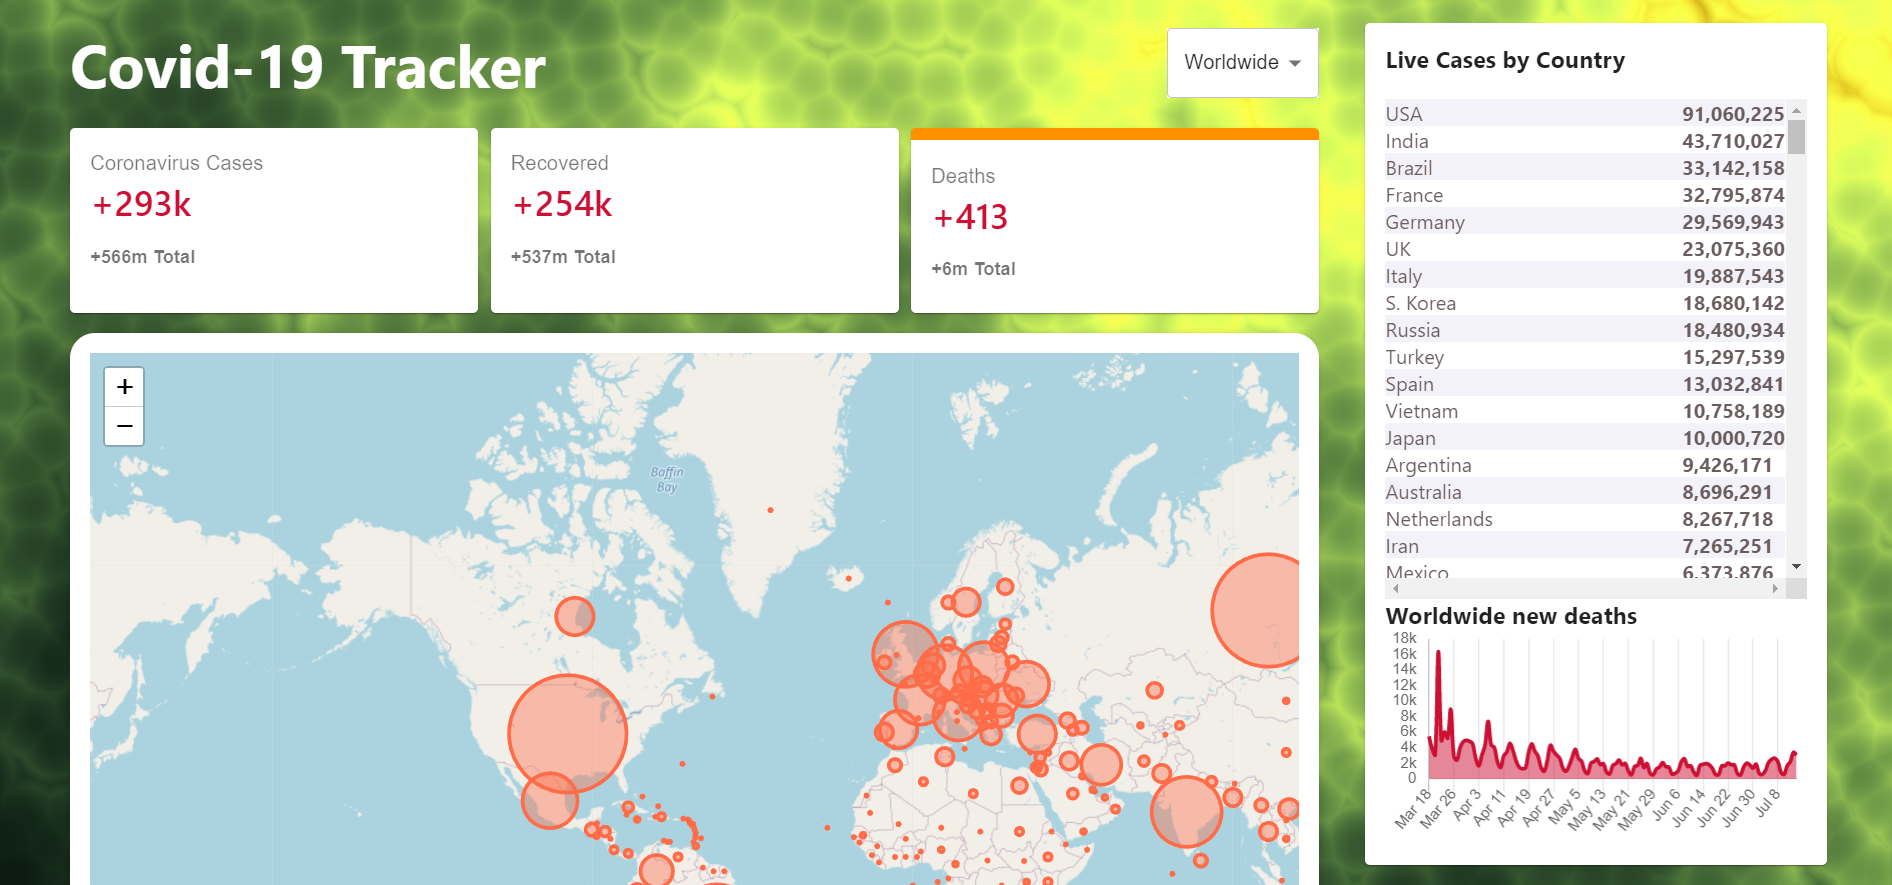 Covid-19 Tracker
Worldwide
Coronavirus Cases
+293k
+566m Total
Recovered
+254k
+537m Total
Deaths
+413
+6m Total
+
−
Baffin
Bay
Live Cases by Country
USA 91,060,225
India 43,710,027
Brazil 33,142,158
France 32,795,874
Germany 29,569,943
UK 23,075,360
Italy 19,887,543
S. Korea 18,680,142
Russia 18,480,934
Turkey 15,297,539
Spain 13,032,841
Vietnam 10,758,189
Japan 10,000,720
Argentina 9,426,171
Australia 8,696,291
Netherlands 8,267,718
Iran 7,265,251
Mexico 6,373,876
Worldwide new deaths
18k
16k
14k
12k
10k
8k
6k
4k
2k
0
Mar 18
Mar 26
Apr 3
Apr 11
Apr 19
Apr 27
May 5
May 13
May 21
May 29
Jun 6
Jun 14
Jun 22
Jun 30
Jul 8